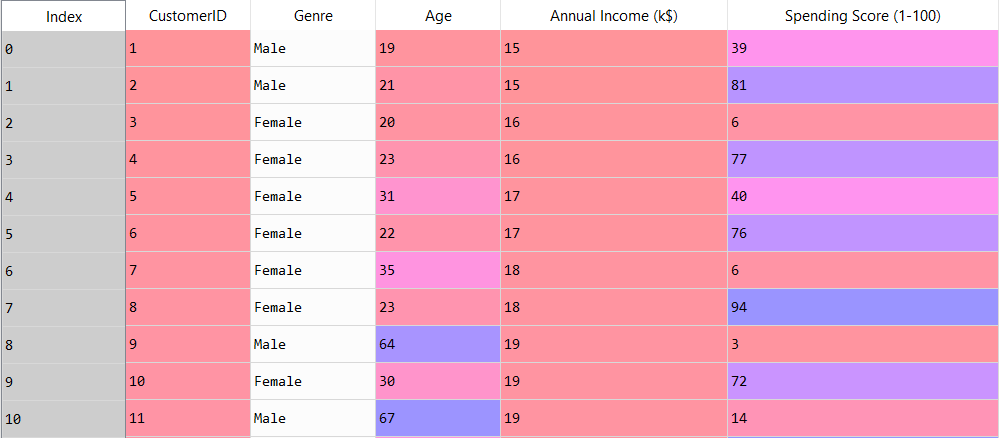 Index CustomerID Genre Age Annual Income (k$) Spending Score (1-100)
0 1 Male 19 15 39
1 2 Male 21 15 81
2 3 Female 20 16 6
3 4 Female 23 16 77
4 5 Female 31 17 40
5 6 Female 22 17 76
6 7 Female 35 18 6
7 8 Female 23 18 94
8 9 Male 64 19 3
9 10 Female 30 19 72
10 11 Male 67 19 14